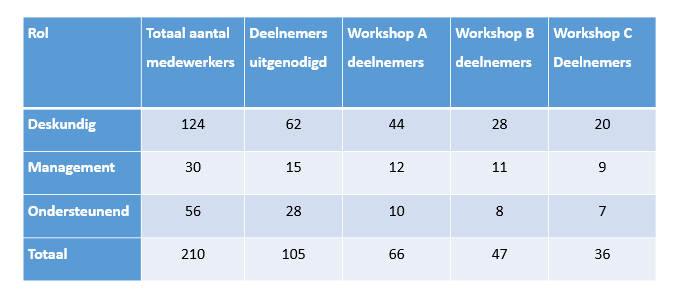 Rol Totaal aantal Deelnemers Workshop A Workshop B Workshop C
medewerkers uitgenodigd deelnemers deelnemers Deelnemers
Deskundig 124 62 44 28 20
Management 30 15 12 11 9
Ondersteunend 56 28 10 8 7
Totaal 210 105 66 47 36